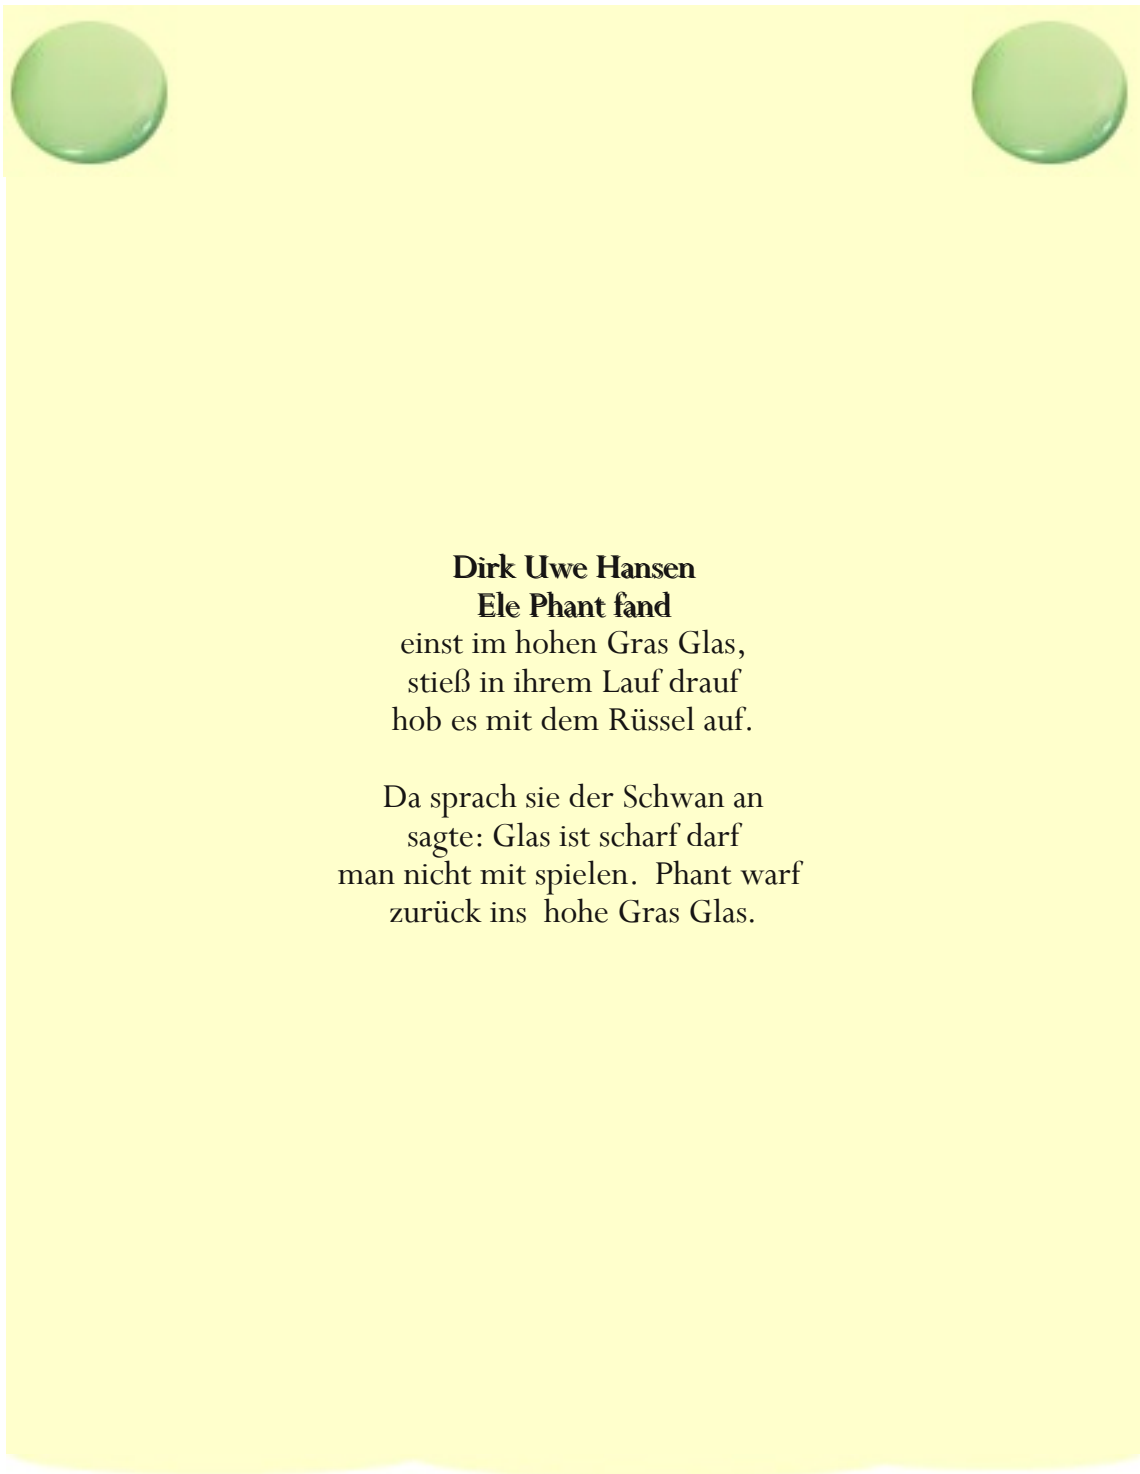 Dirk Uwe Hansen
Ele Phant fand
einst im hohen Gras Glas,
stieß in ihrem Lauf drauf
hob es mit dem Rüssel auf.

Da sprach sie der Schwan an
sagte: Glas ist scharf darf
man nicht mit spielen.  Phant warf
zurück ins  hohe Gras Glas.